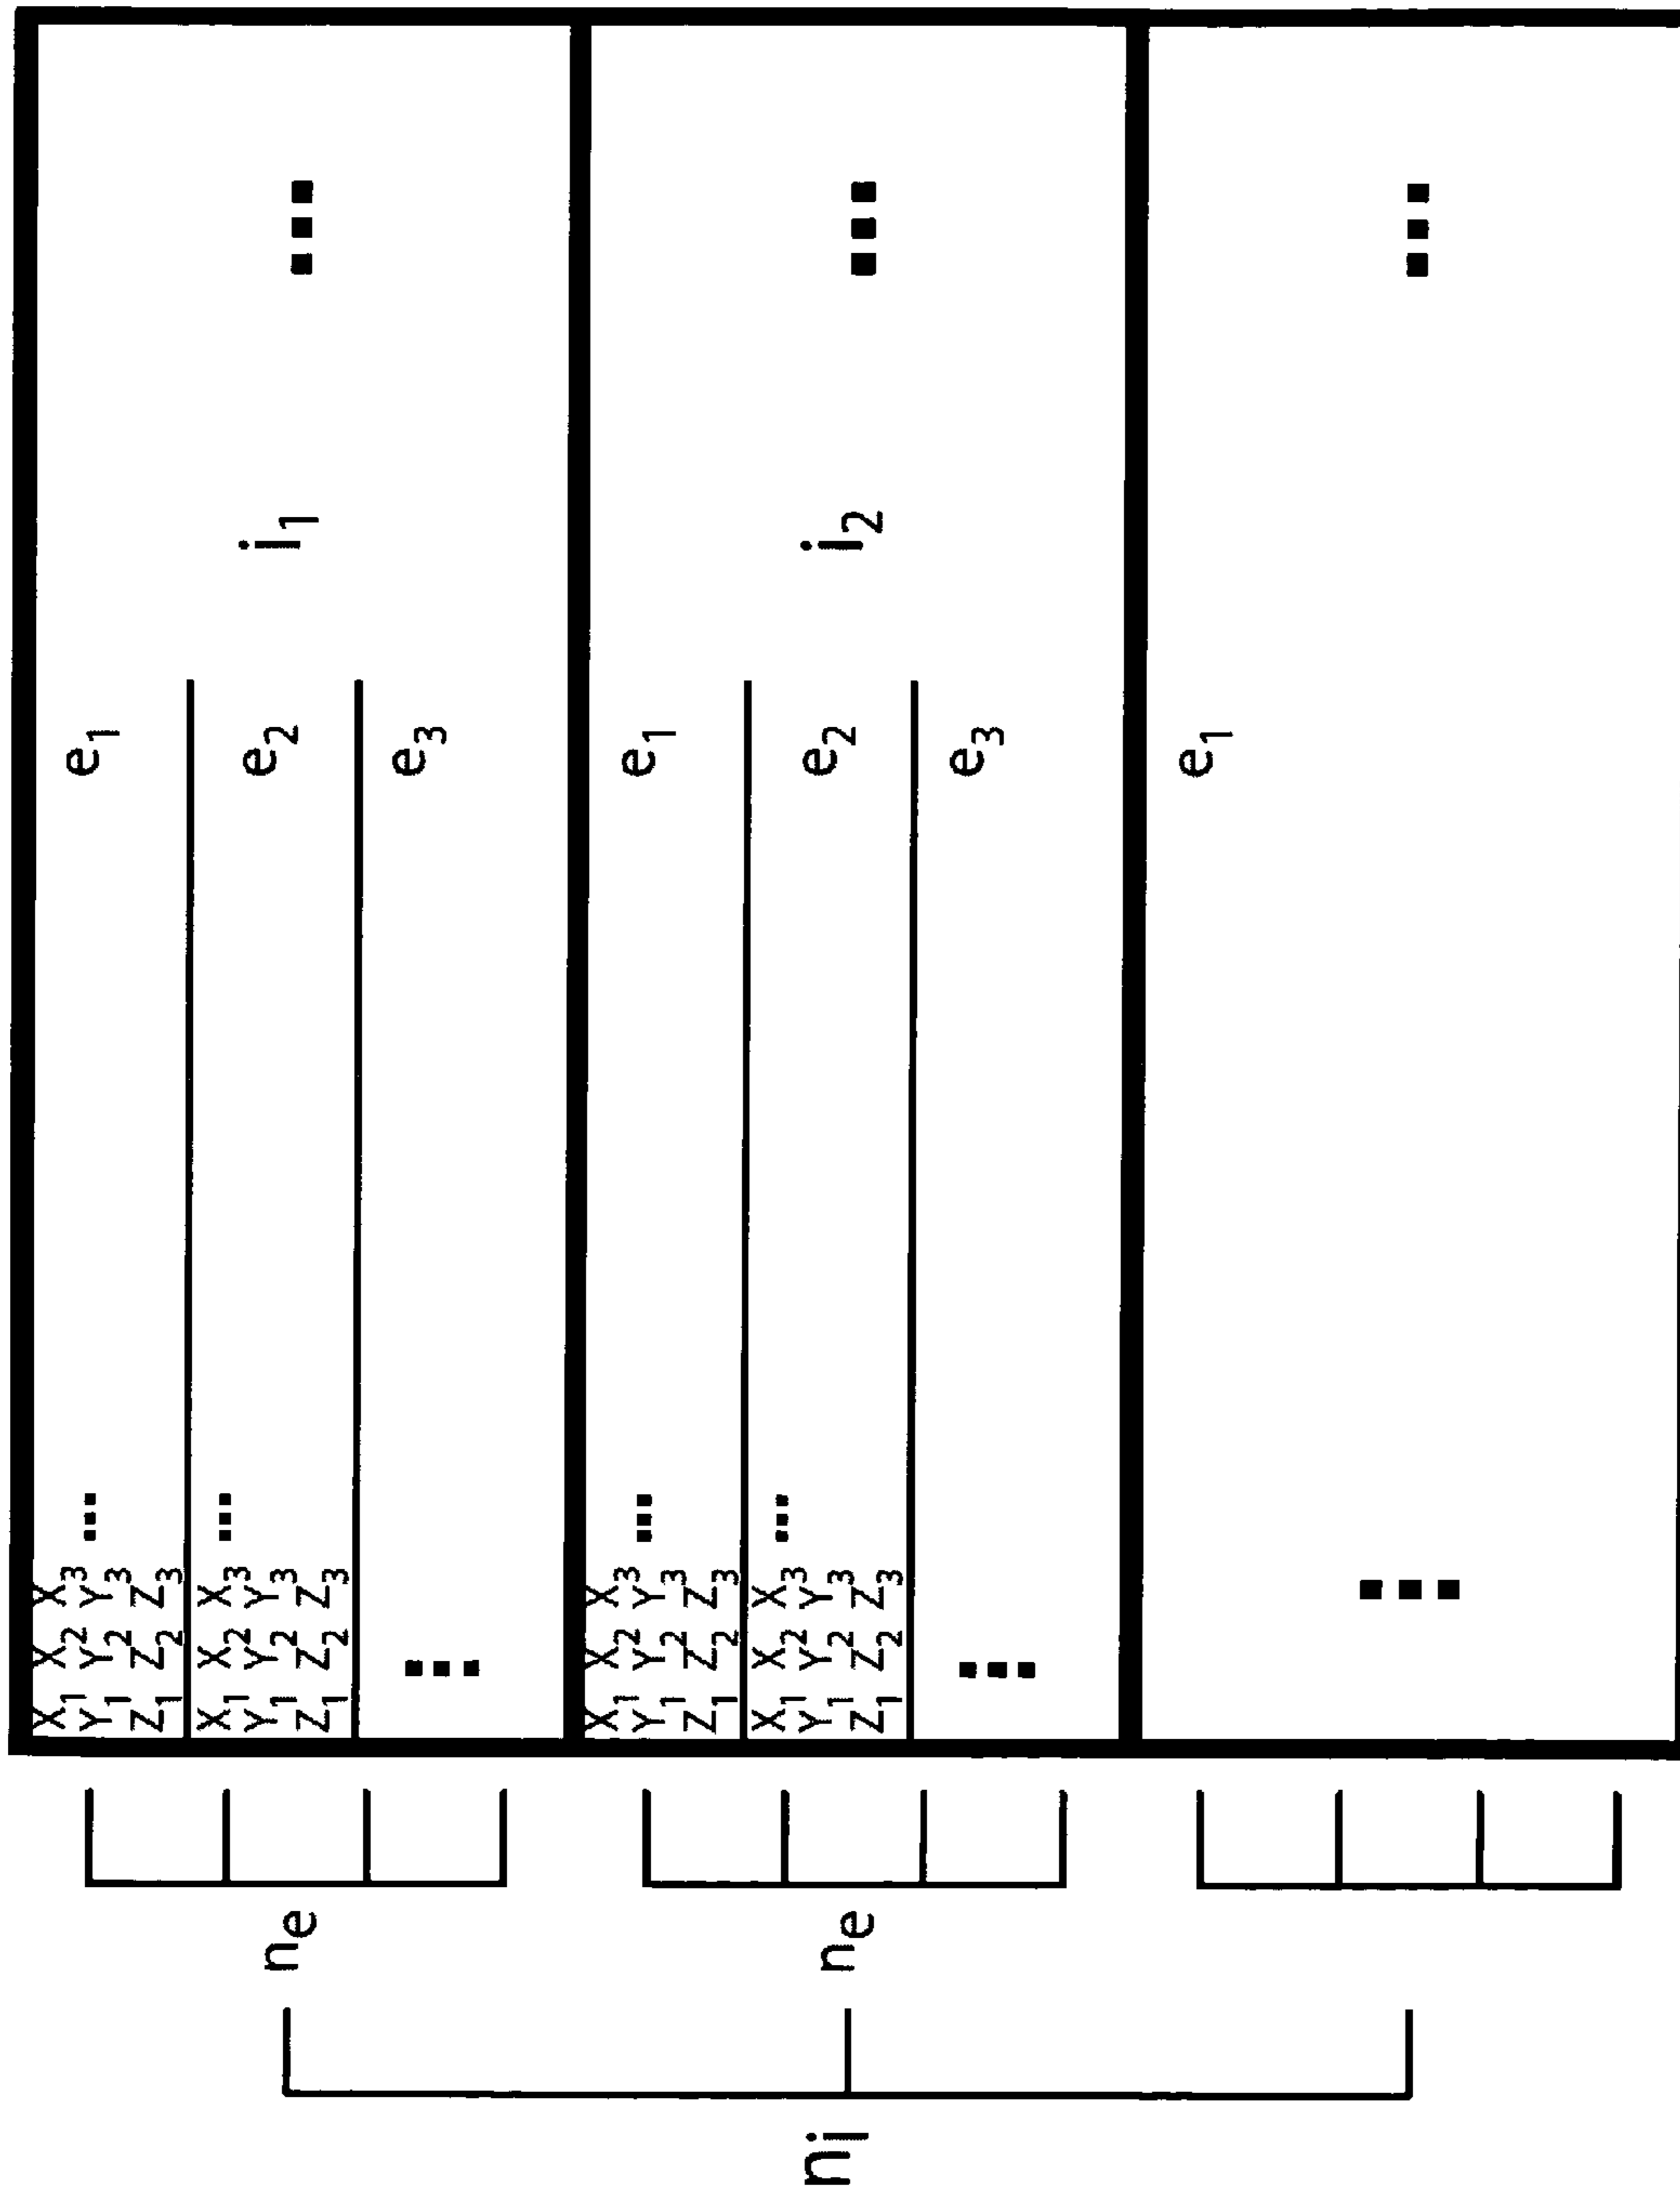 X1 X2 X3 ...
Y1 Y2 Y3
Z1 Z2 Z3
e1
X1 X2 X3 ...
Y1 Y2 Y3
Z1 Z2 Z3
e2
...
e3
i1 ...
ne
X1 X2 X3 ...
Y1 Y2 Y3
Z1 Z2 Z3
e1
X1 X2 X3 ...
Y1 Y2 Y3
Z1 Z2 Z3
e2
...
e3
i2 ...
ne
e1
...
...
ni